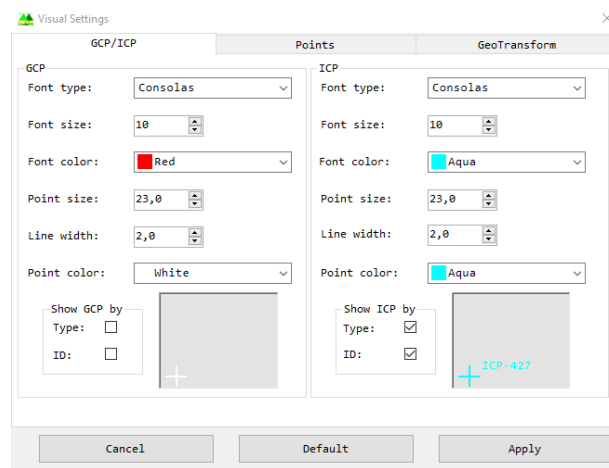 Visual Settings
GCP/ICP Points GeoTransform
GCP
Font type: Consolas
Font size: 10
Font color: Red
Point size: 23,0
Line width: 2,0
Point color: White
Show GCP by
Type:
ID:
ICP
Font type: Consolas
Font size: 10
Font color: Aqua
Point size: 23,0
Line width: 2,0
Point color: Aqua
Show ICP by
Type:
ID:
ICP-427
Cancel Default Apply